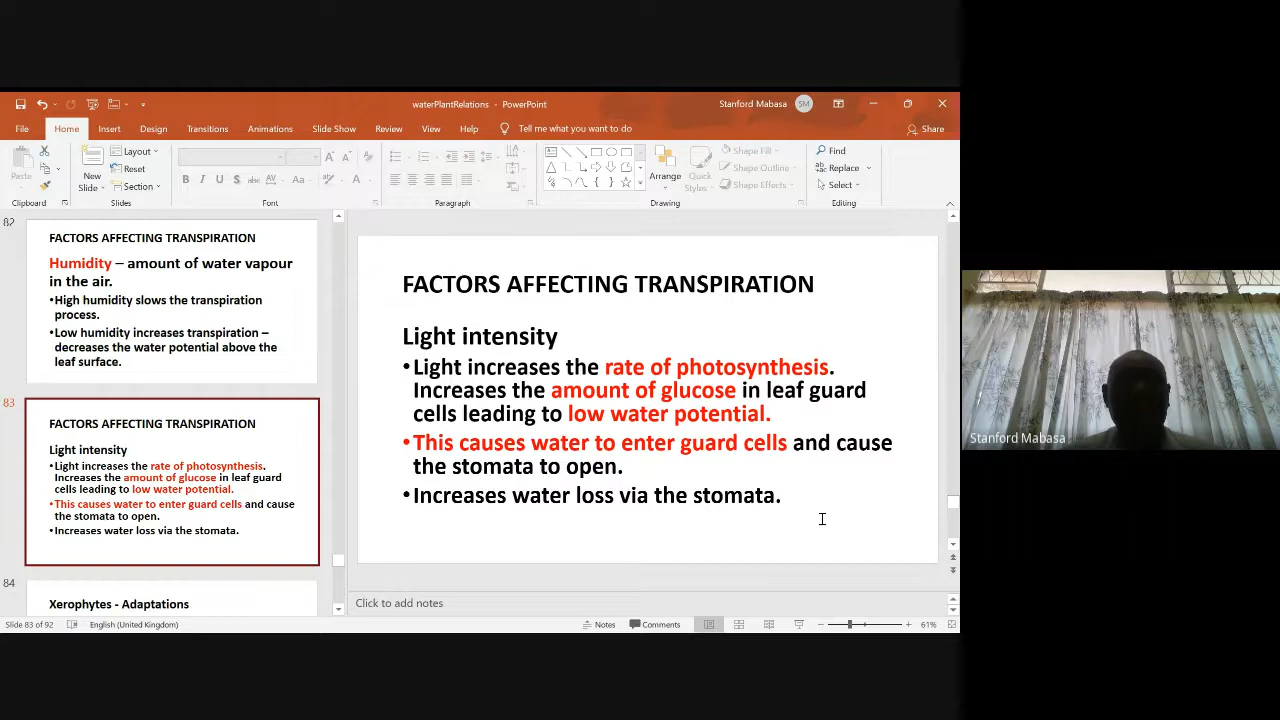 waterPlantRelations - PowerPoint
Stanford Mabasa SM
File Home Insert Design Transitions Animations Slide Show Review View Help Tell me what you want to do Share
Paste
New Slide
Layout
Reset
Section
B I U S abc AV Aa A
Arrange
Quick Styles
Shape Fill
Shape Outline
Shape Effects
Find
Replace
Select
Clipboard Slides Font Paragraph Drawing Editing
82
FACTORS AFFECTING TRANSPIRATION
Humidity – amount of water vapour
in the air.
•High humidity slows the transpiration
process.
•Low humidity increases transpiration –
decreases the water potential above the
leaf surface.
83
FACTORS AFFECTING TRANSPIRATION
Light intensity
•Light increases the rate of photosynthesis.
Increases the amount of glucose in leaf guard
cells leading to low water potential.
•This causes water to enter guard cells and cause
the stomata to open.
•Increases water loss via the stomata.
84
Xerophytes - Adaptations
FACTORS AFFECTING TRANSPIRATION
Light intensity
•Light increases the rate of photosynthesis.
Increases the amount of glucose in leaf guard
cells leading to low water potential.
•This causes water to enter guard cells and cause
the stomata to open.
•Increases water loss via the stomata.
Click to add notes
Slide 83 of 92 English (United Kingdom) Notes Comments 61%
Stanford Mabasa